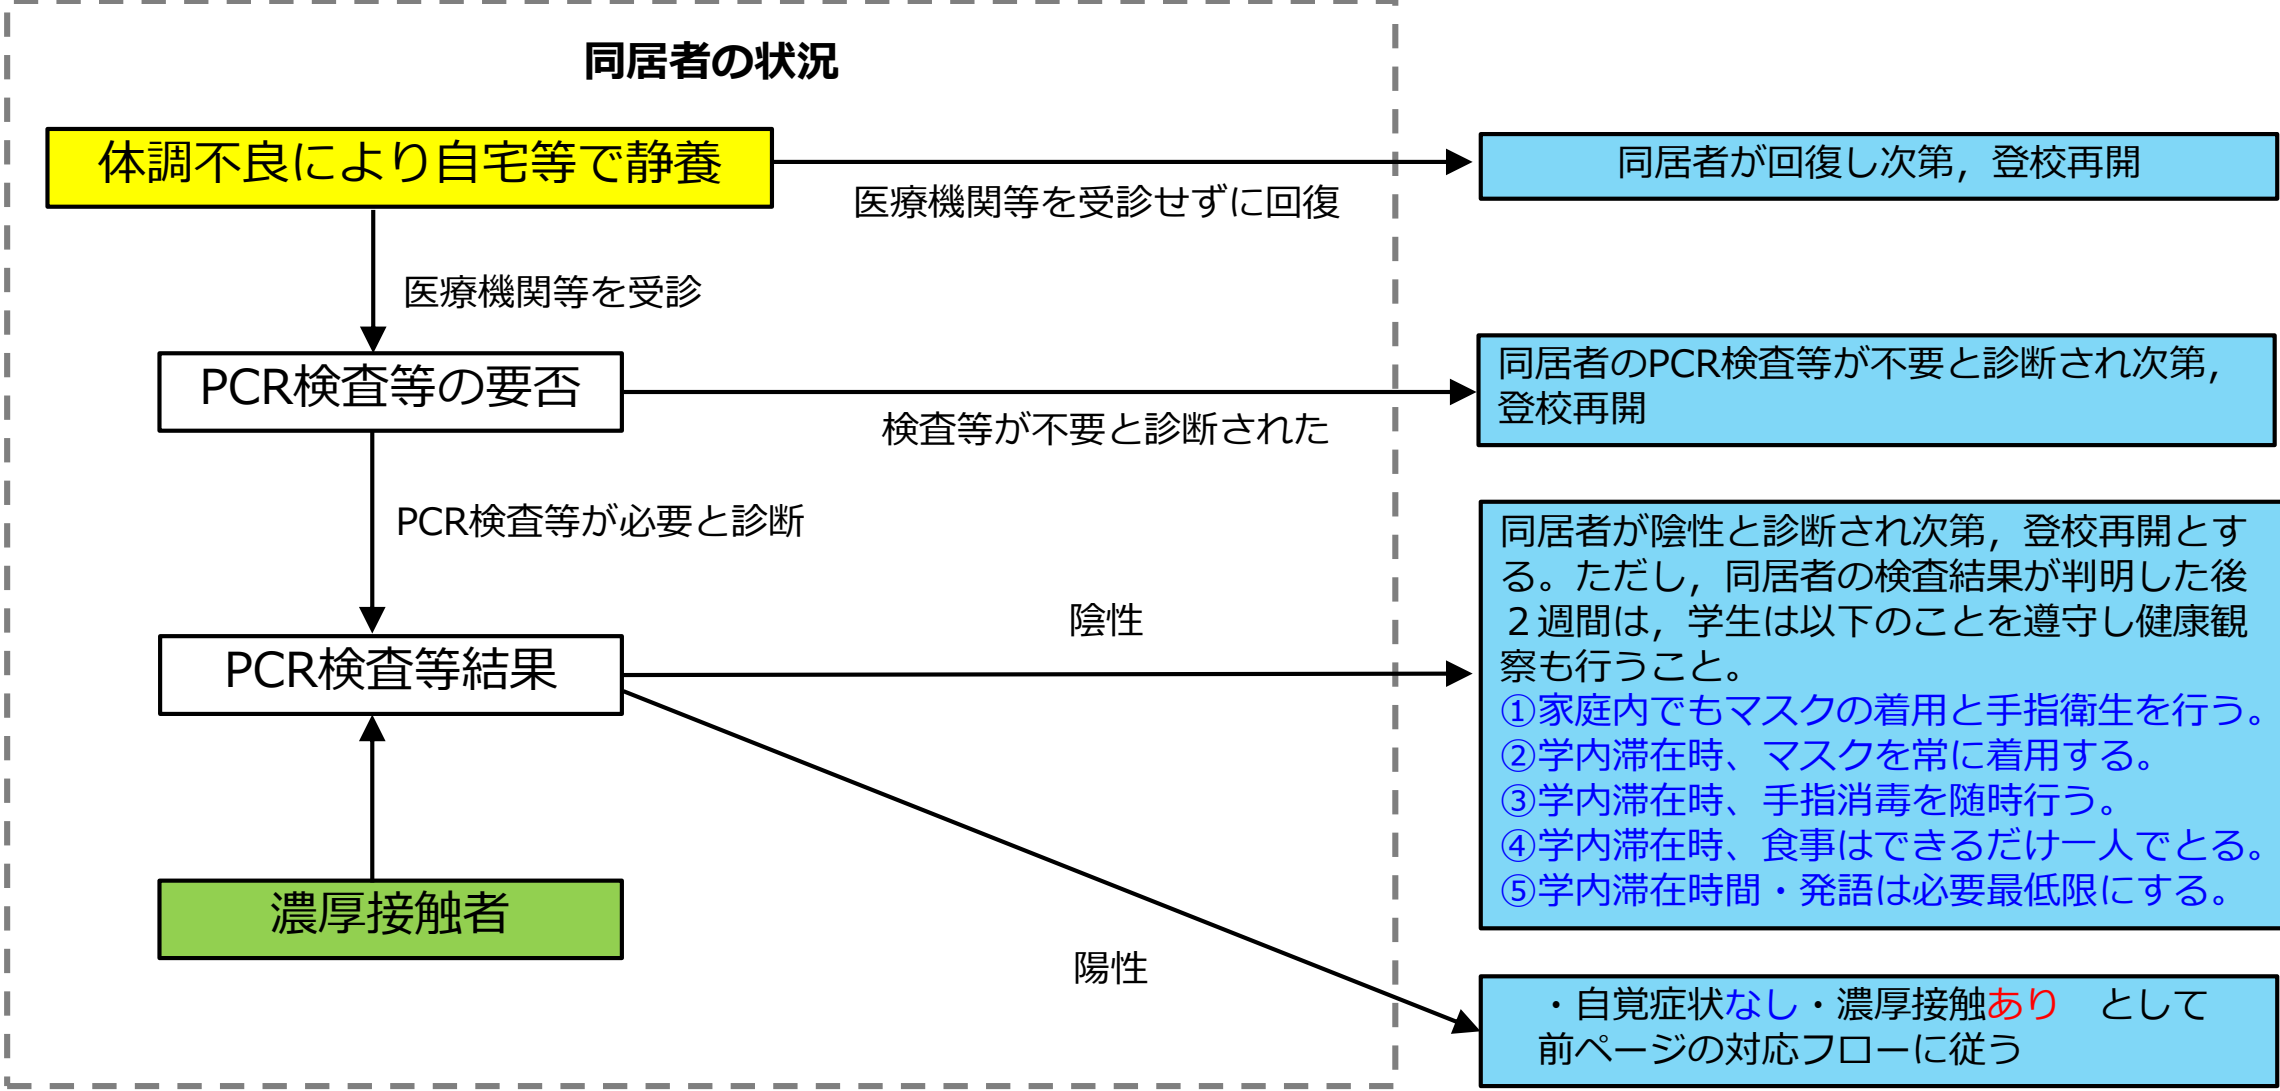 同居者の状況
体調不良により自宅等で静養
医療機関等を受診せずに回復
同居者が回復し次第，登校再開
医療機関等を受診
PCR検査等の要否
検査等が不要と診断された
同居者のPCR検査等が不要と診断され次第，
登校再開
PCR検査等が必要と診断
PCR検査等結果
陰性
同居者が陰性と診断され次第，登校再開とす
る。ただし，同居者の検査結果が判明した後
２週間は，学生は以下のことを遵守し健康観
察も行うこと。
①家庭内でもマスクの着用と手指衛生を行う。
②学内滞在時、マスクを常に着用する。
③学内滞在時、手指消毒を随時行う。
④学内滞在時、食事はできるだけ一人でとる。
⑤学内滞在時間・発語は必要最低限にする。
濃厚接触者
陽性
・自覚症状なし・濃厚接触あり　として
前ページの対応フローに従う